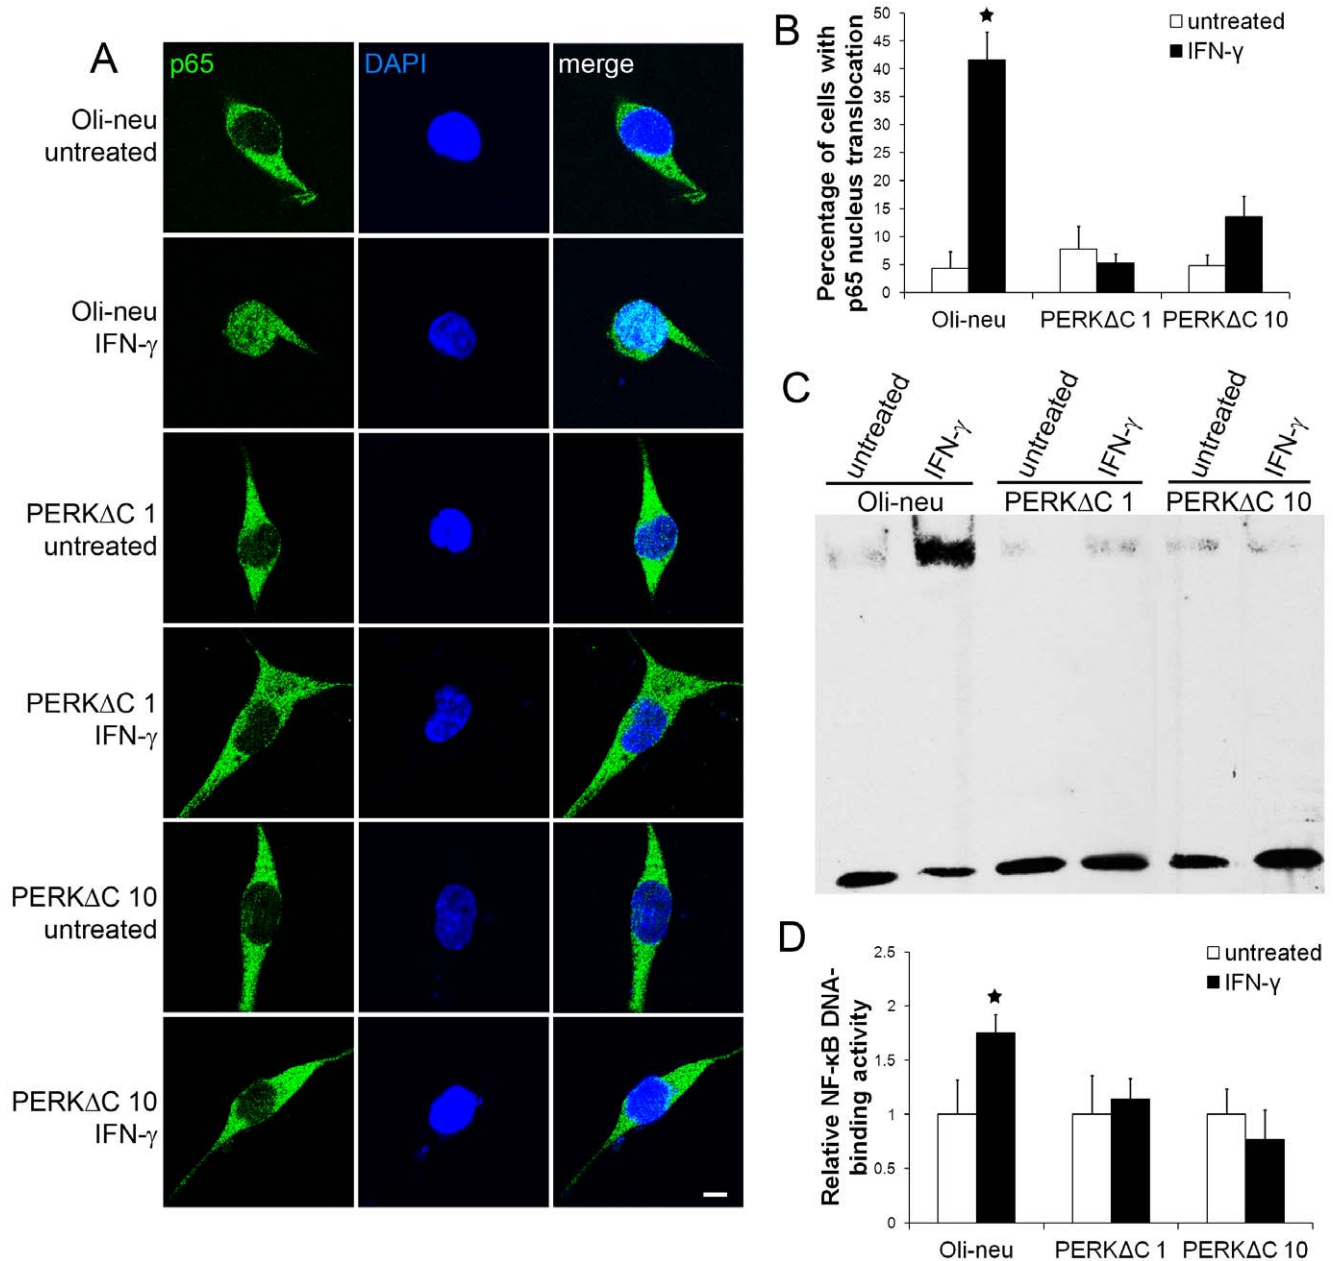 A
p65
DAPI
merge
Oli-neu
untreated
Oli-neu
IFN-γ
PERKΔC 1
untreated
PERKΔC 1
IFN-γ
PERKΔC 10
untreated
PERKΔC 10
IFN-γ
B
Percentage of cells with
p65 nucleus translocation
50
45
40
35
30
25
20
15
10
5
0
untreated
IFN-γ
Oli-neu
PERKΔC 1
PERKΔC 10
C
untreated
IFN-γ
untreated
IFN-γ
untreated
IFN-γ
Oli-neu
PERKΔC 1
PERKΔC 10
D
Relative NF-κB DNA-
binding activity
2.5
2
1.5
1
0.5
0
untreated
IFN-γ
Oli-neu
PERKΔC 1
PERKΔC 10